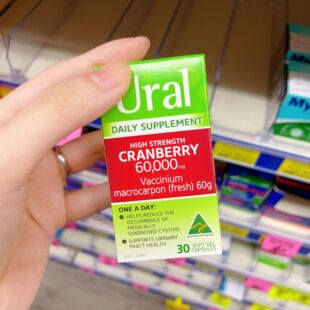 Ural
DAILY SUPPLEMENT
HIGH STRENGTH
CRANBERRY
60,000mg
Vaccinium
macrocarpon (fresh) 60g
ONE A DAY:
HELPS REDUCE THE
OCCURRENCE OF
MEDICALLY
DIAGNOSED CYSTITIS.
SUPPORTS URINARY
TRACT HEALTH.
30 SOFT GEL
CAPSULES
My